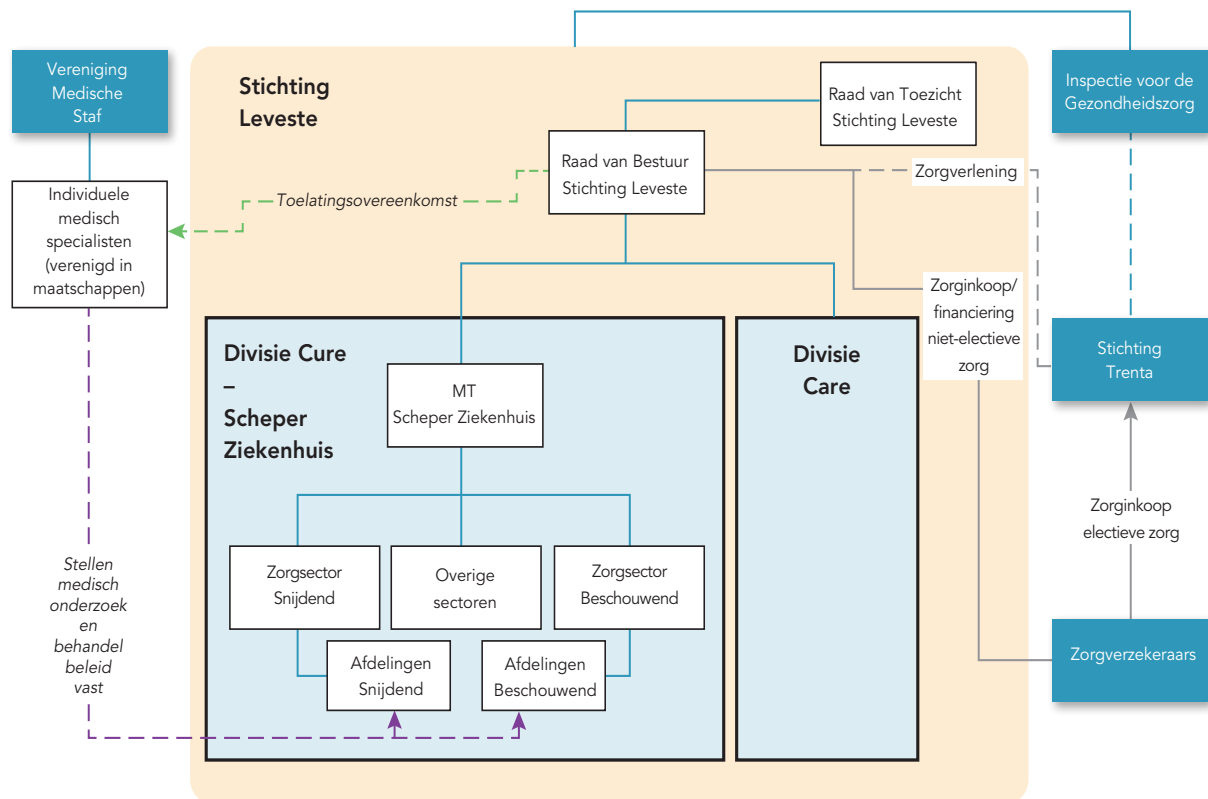 Vereniging
Medische
Staf
Individuele
medisch
specialisten
(verenigd in
maatschappen)
Stellen
medisch
onderzoek
en
behandel
beleid
vast
Stichting
Leveste
Raad van Toezicht
Stichting Leveste
Raad van Bestuur
Stichting Leveste
Toelatingsovereenkomst
Zorgverlening
Zorginkoop/
financiering
niet-electieve
zorg
Divisie Cure
–
Scheper
Ziekenhuis
MT
Scheper Ziekenhuis
Zorgsector
Snijdend
Overige
sectoren
Zorgsector
Beschouwend
Afdelingen
Snijdend
Afdelingen
Beschouwend
Divisie
Care
Inspectie voor de
Gezondheidszorg
Stichting
Trenta
Zorginkoop
electieve zorg
Zorgverzekeraars